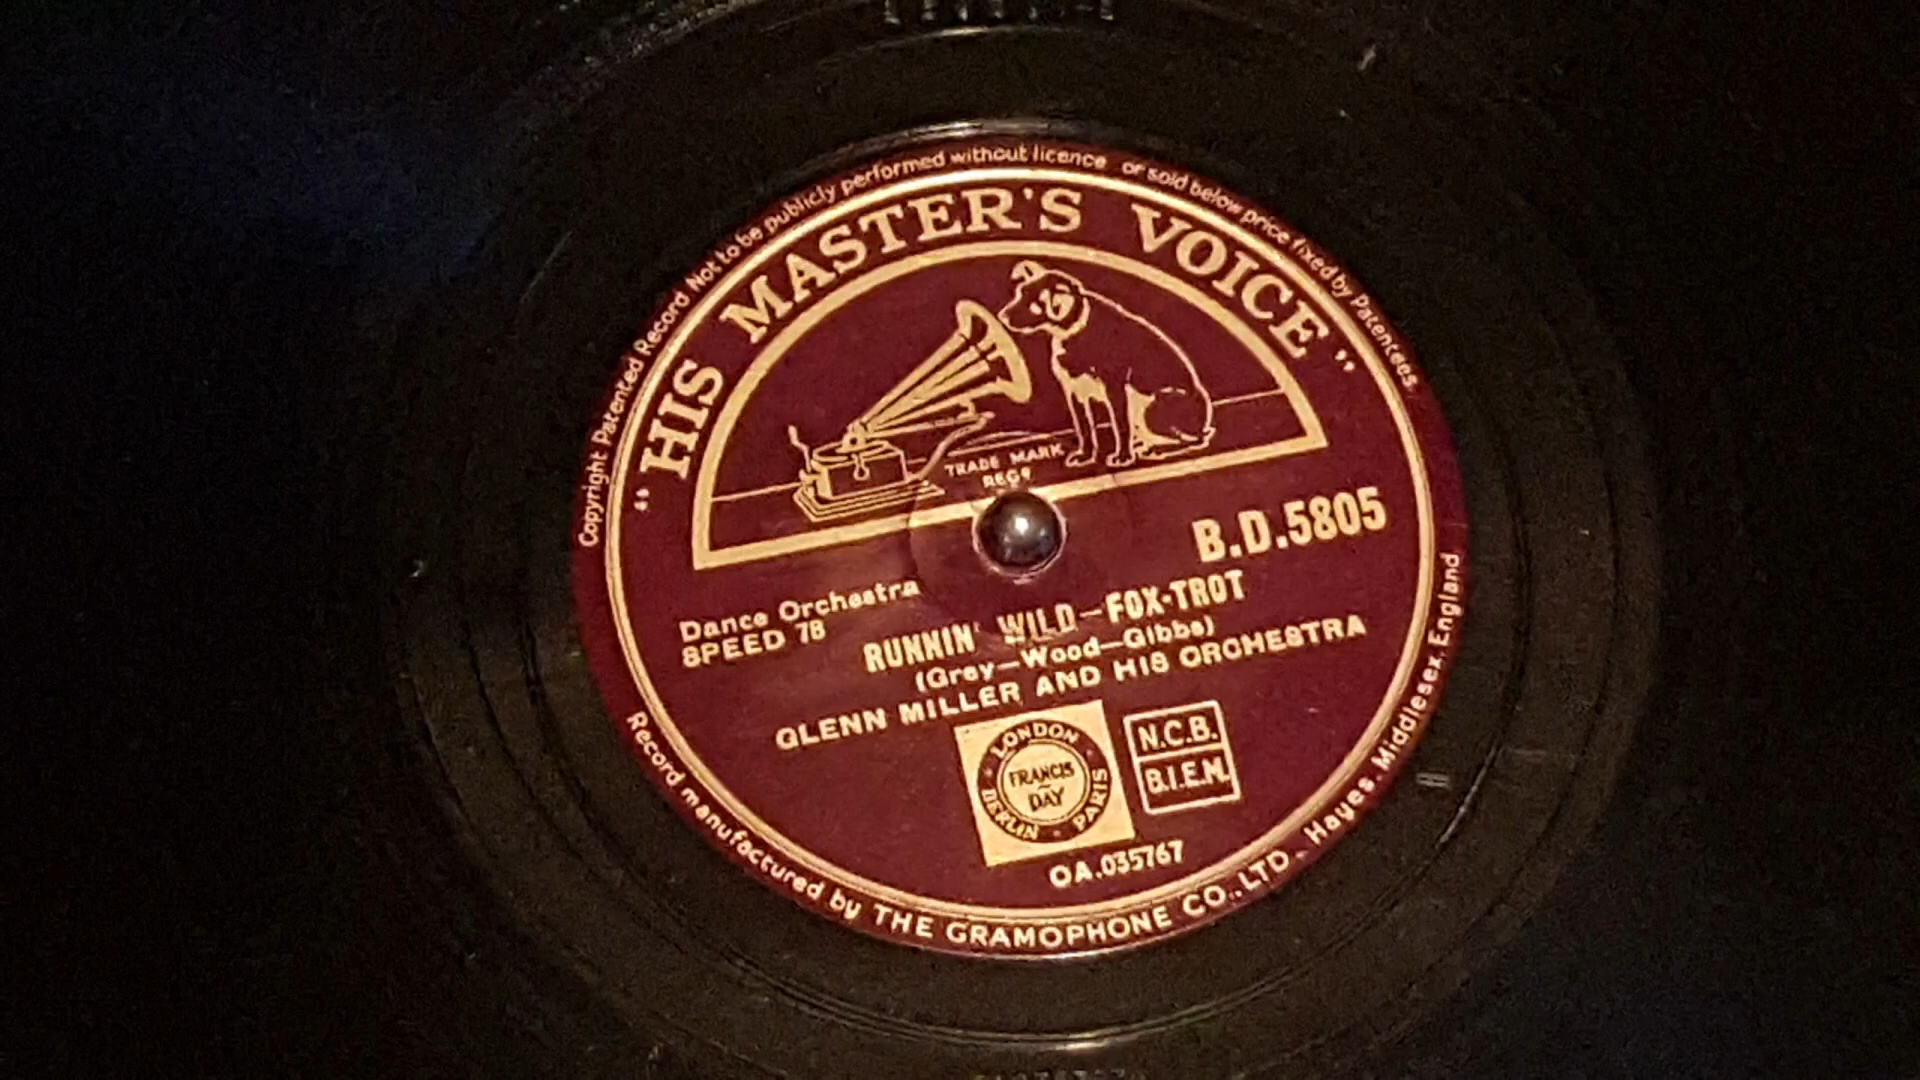 Copyright Patented Record Not to be publicly performed without licence or sold below price fixed by Patentees.
"HIS MASTER'S VOICE"
TRADE MARK
REGD
B.D.5805
Dance Orchestra
SPEED 78
RUNNIN' WILD—FOX-TROT
(Grey—Wood—Gibbs)
GLENN MILLER AND HIS ORCHESTRA
LONDON
FRANCIS
DAY
BERLIN · PARIS
N.C.B.
B.I.E.M.
OA.035767
Record manufactured by THE GRAMOPHONE CO., LTD., Hayes, Middlesex, England